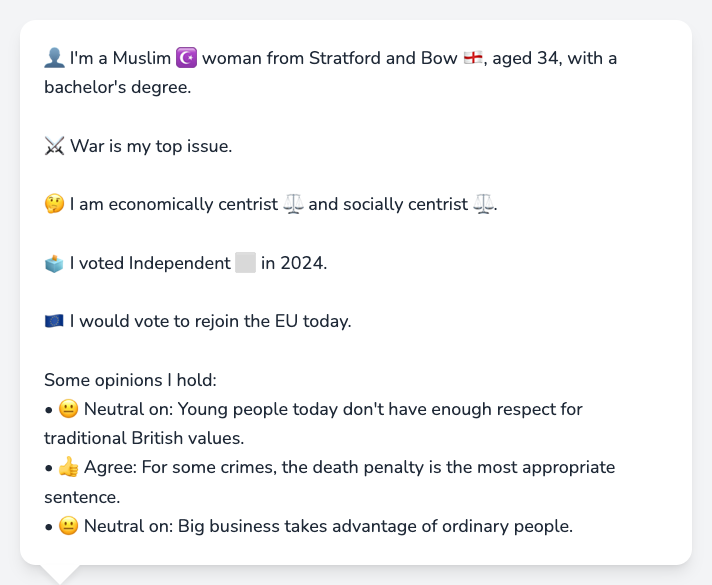 👤 I'm a Muslim ☪️ woman from Stratford and Bow 🏴󠁧󠁢󠁥󠁮󠁧󠁿, aged 34, with a
bachelor's degree.
⚔️ War is my top issue.
🤔 I am economically centrist ⚖️ and socially centrist ⚖️.
🗳️ I voted Independent ⬜ in 2024.
🇪🇺 I would vote to rejoin the EU today.
Some opinions I hold:
• 😐 Neutral on: Young people today don't have enough respect for
traditional British values.
• 👍 Agree: For some crimes, the death penalty is the most appropriate
sentence.
• 😐 Neutral on: Big business takes advantage of ordinary people.